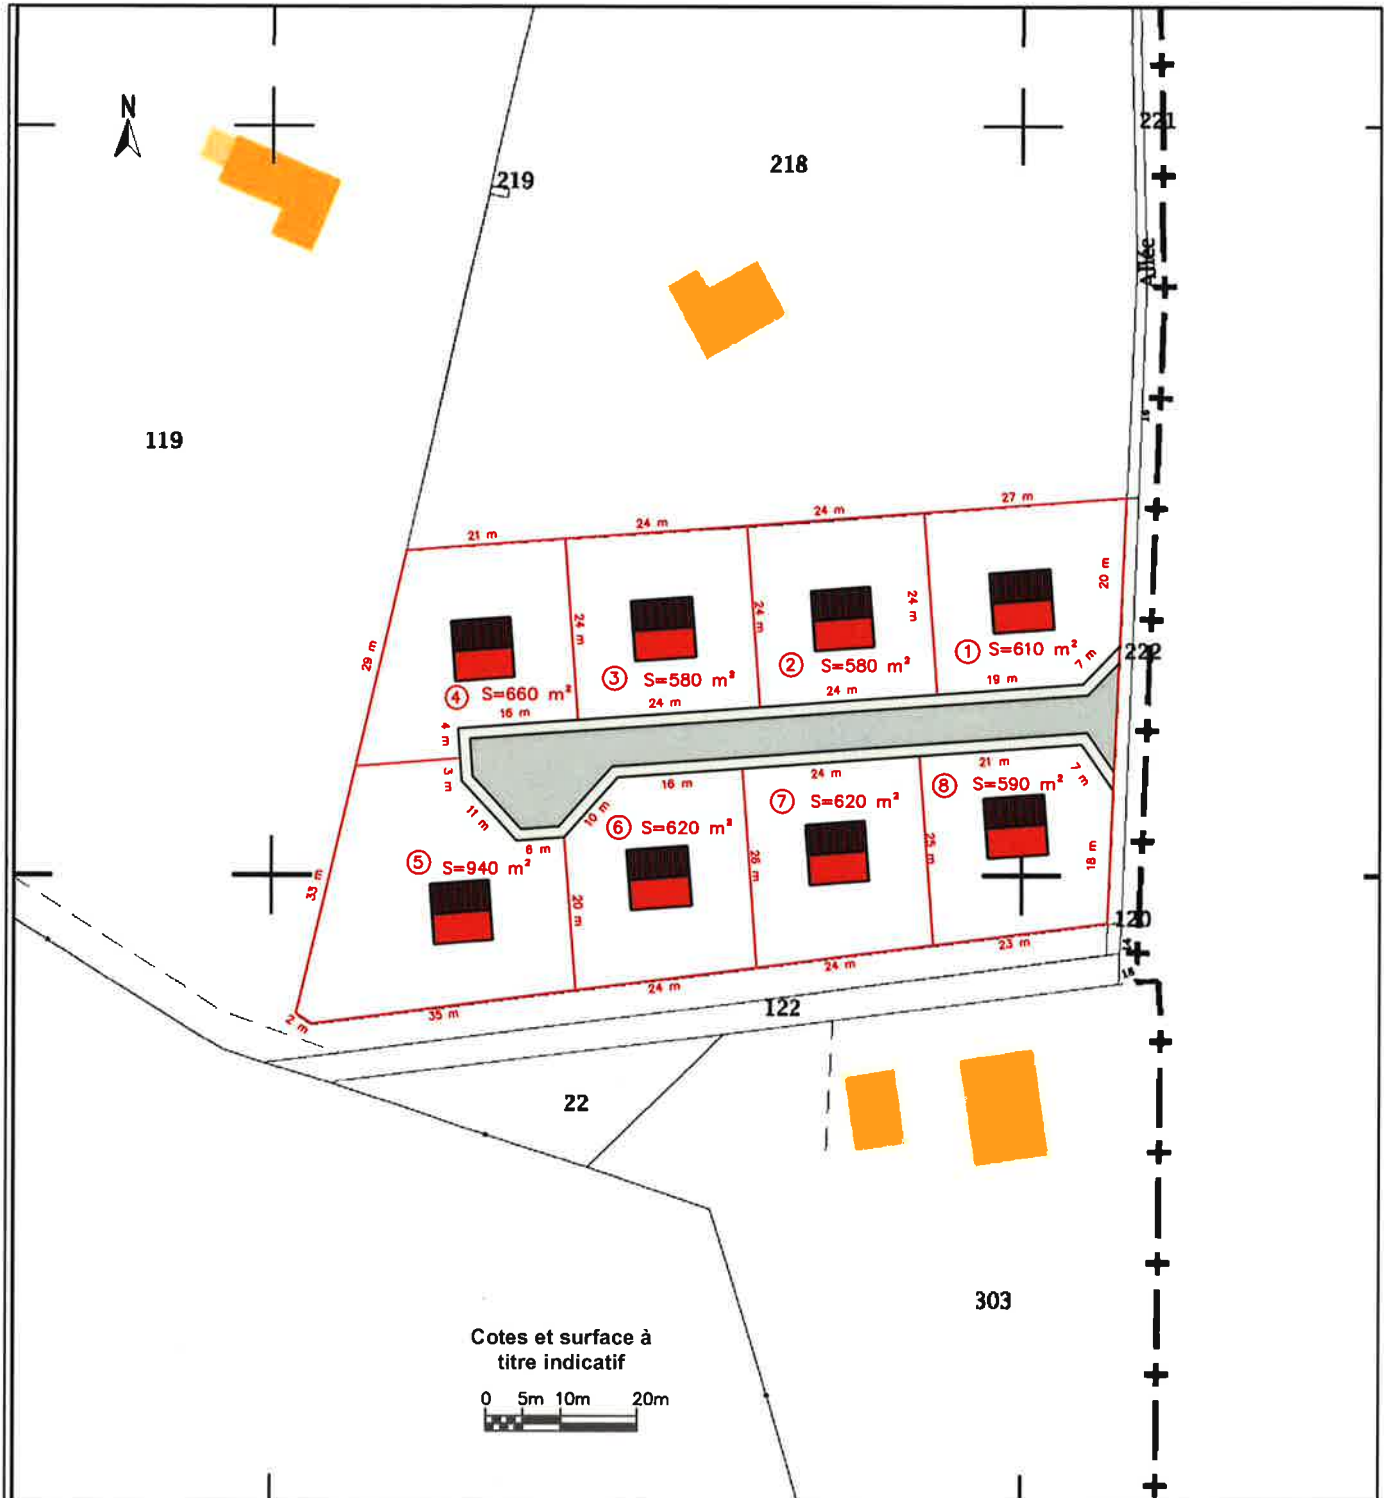 N
221
219
218
Allée
16
119
27 m
24 m
24 m
21 m
20 m
24 m
24 m
24 m
29 m
1 S=610 m²
7 m
222
2 S=580 m²
3 S=580 m²
4 S=660 m²
19 m
24 m
24 m
16 m
4 m
3 m
21 m
24 m
16 m
7 m
8 S=590 m²
7 S=620 m²
6 S=620 m²
10 m
11 m
6 m
5 S=940 m²
18 m
25 m
26 m
20 m
33 m
120
23 m
24 m
24 m
35 m
2 m
14
18
122
22
303
Cotes et surface à
titre indicatif
0 5m 10m 20m